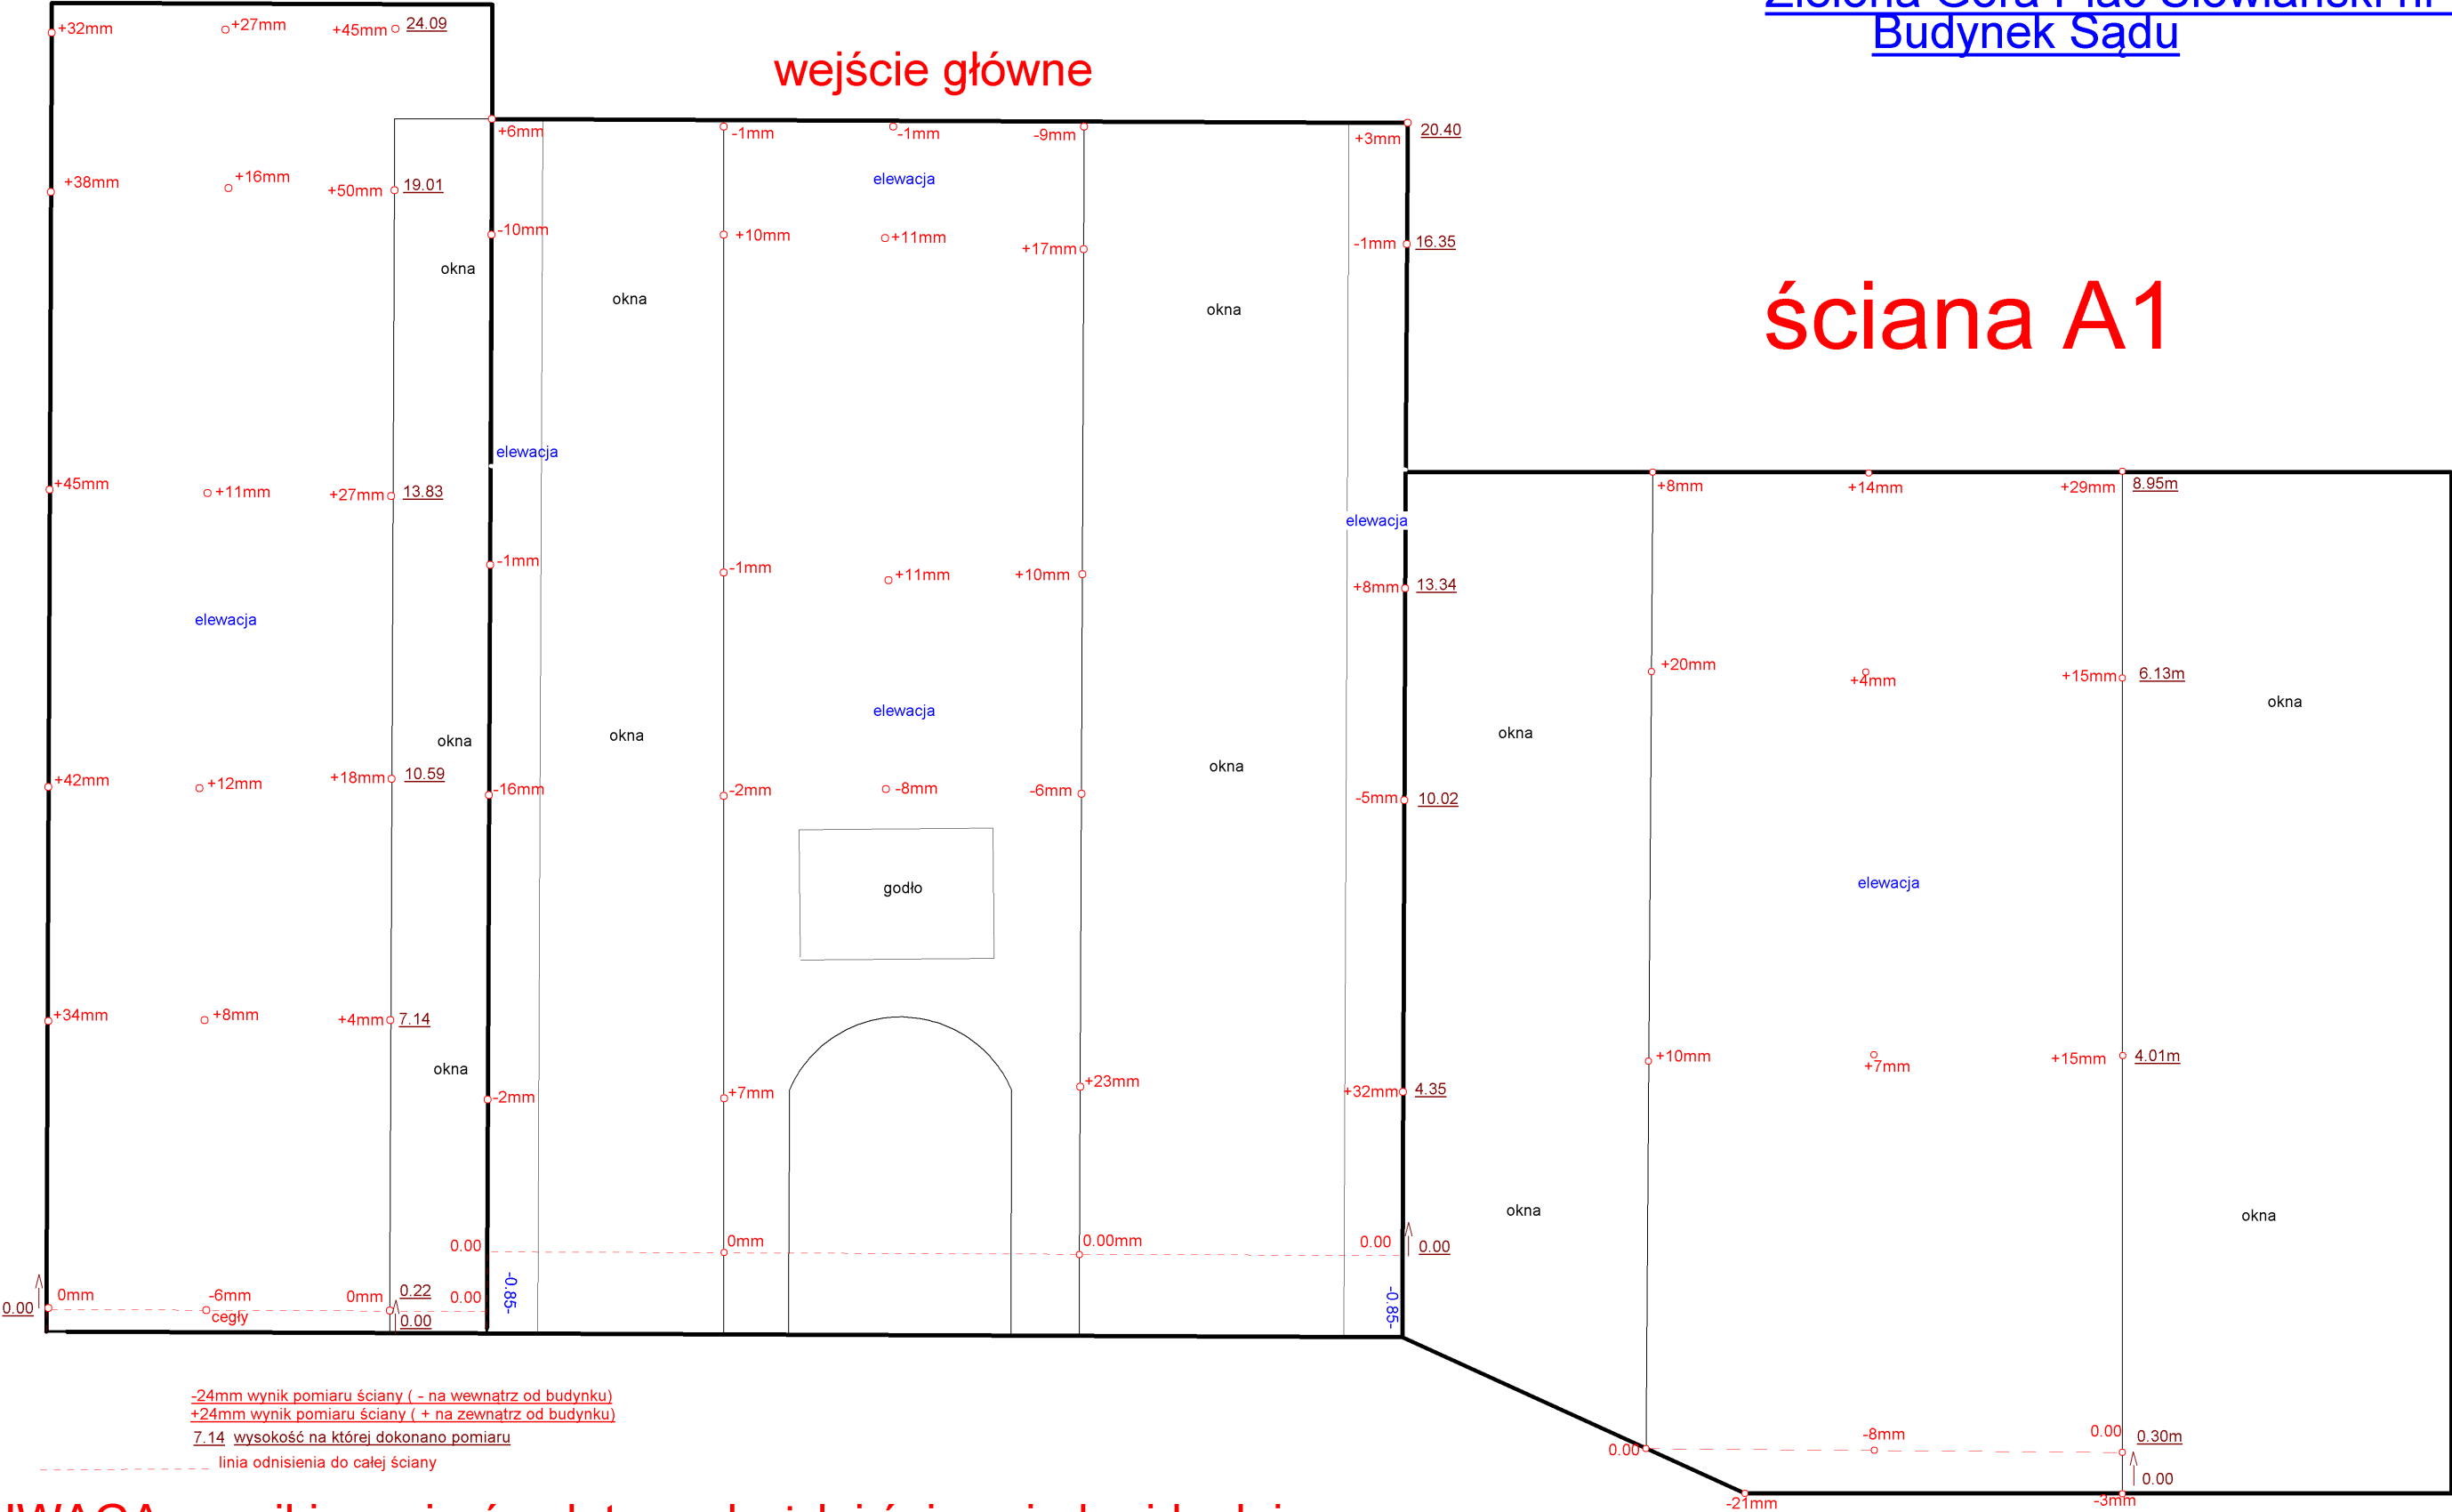 Budynek Sądu
wejście główne
ściana A1
+32mm
+27mm
+45mm 24.09
+38mm
+16mm
+50mm 19.01
okna
+45mm
+11mm
+27mm 13.83
elewacja
okna
+42mm
+12mm
+18mm 10.59
+34mm
+8mm
+4mm 7.14
okna
0.00
0mm
-6mm
cegły
0mm
0.22
0.00
0.00
0.00
+6mm
-1mm
-1mm
-9mm
+3mm
20.40
elewacja
-10mm
+10mm
+11mm
+17mm
-1mm
16.35
okna
okna
elewacja
elewacja
-1mm
-1mm
+11mm
+10mm
+8mm
13.34
elewacja
okna
okna
-16mm
-2mm
-8mm
-6mm
-5mm
10.02
godło
-2mm
+7mm
+23mm
+32mm
4.35
0mm
0.00mm
0.00
0.00
-0.85-
-0.85-
+8mm
+14mm
+29mm
8.95m
+20mm
+4mm
+15mm
6.13m
okna
okna
elewacja
+10mm
+7mm
+15mm
4.01m
okna
okna
0.00
-8mm
0.00
0.30m
0.00
-21mm
-3mm
-24mm wynik pomiaru ściany ( - na wewnątrz od budynku)
+24mm wynik pomiaru ściany ( + na zewnątrz od budynku)
7.14 wysokość na której dokonano pomiaru
linia odnisienia do całej ściany